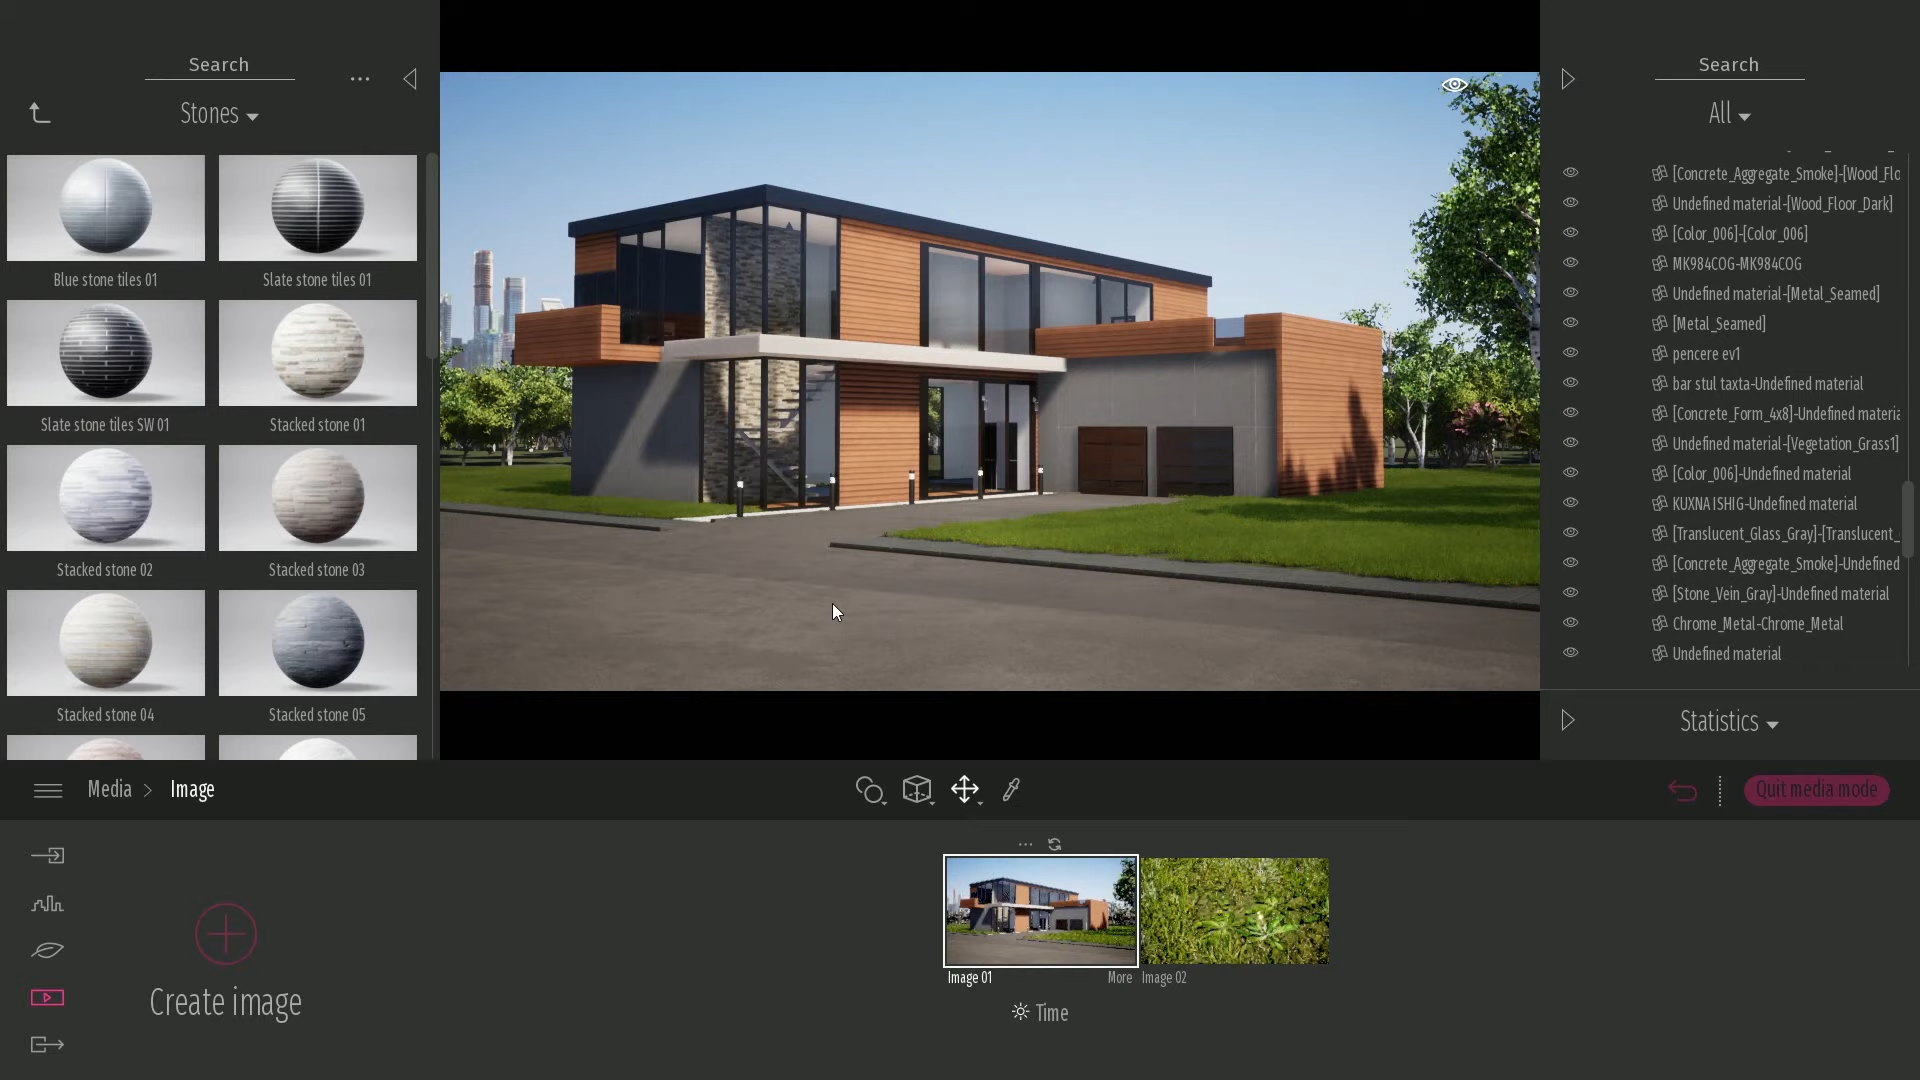 Search
Stones
Blue stone tiles 01
Slate stone tiles 01
Slate stone tiles SW 01
Stacked stone 01
Stacked stone 02
Stacked stone 03
Stacked stone 04
Stacked stone 05
Search
All
[Concrete_Aggregate_Smoke]-[Wood_Flo
Undefined material-[Wood_Floor_Dark]
[Color_006]-[Color_006]
MK984COG-MK984COG
Undefined material-[Metal_Seamed]
[Metal_Seamed]
pencere ev1
bar stul taxta-Undefined material
[Concrete_Form_4x8]-Undefined materia
Undefined material-[Vegetation_Grass1]
[Color_006]-Undefined material
KUXNA ISHIG-Undefined material
[Translucent_Glass_Gray]-[Translucent_
[Concrete_Aggregate_Smoke]-Undefined
[Stone_Vein_Gray]-Undefined material
Chrome_Metal-Chrome_Metal
Undefined material
Statistics
Media > Image
Quit media mode
Create image
Image 01
More
Image 02
Time